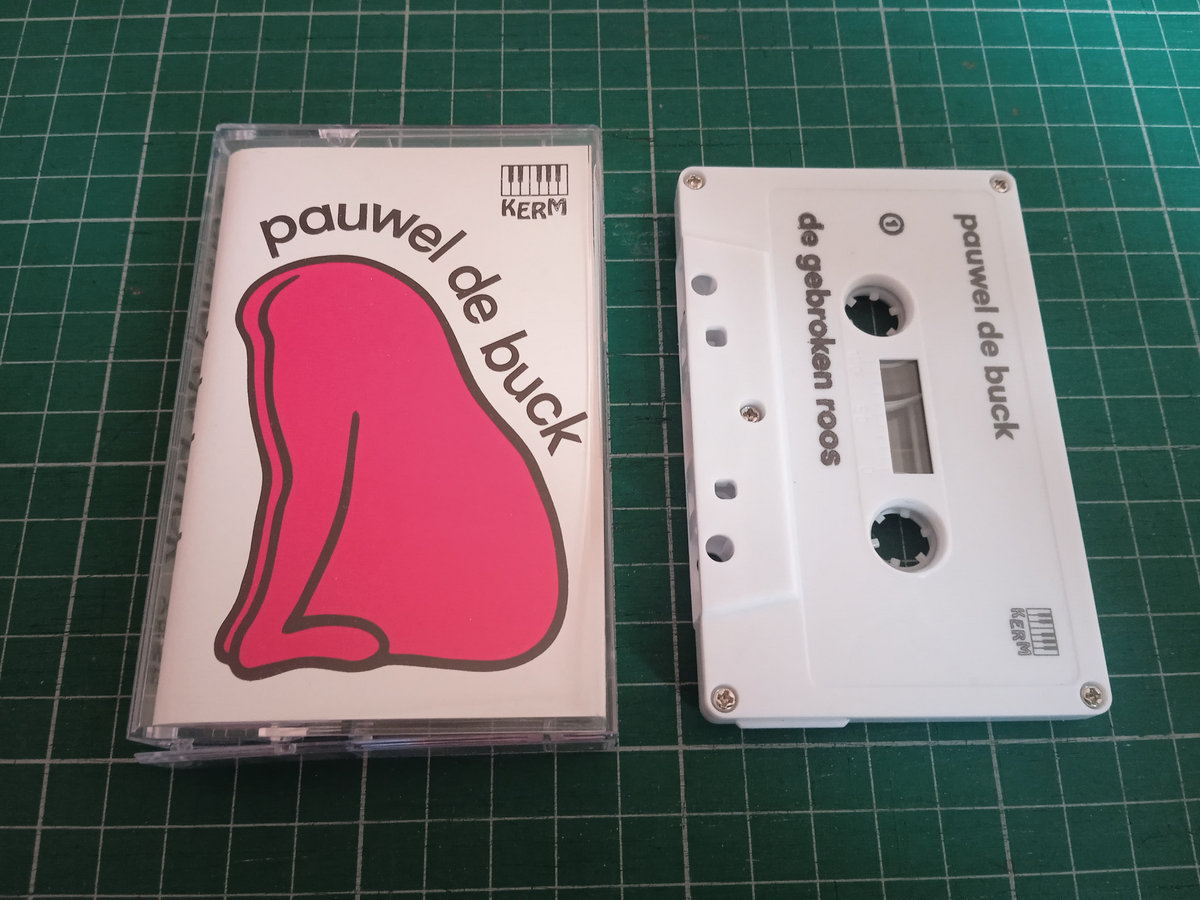 KERM
pauwel de buck
pauwel de buck
1
de gebroken roos
KERM